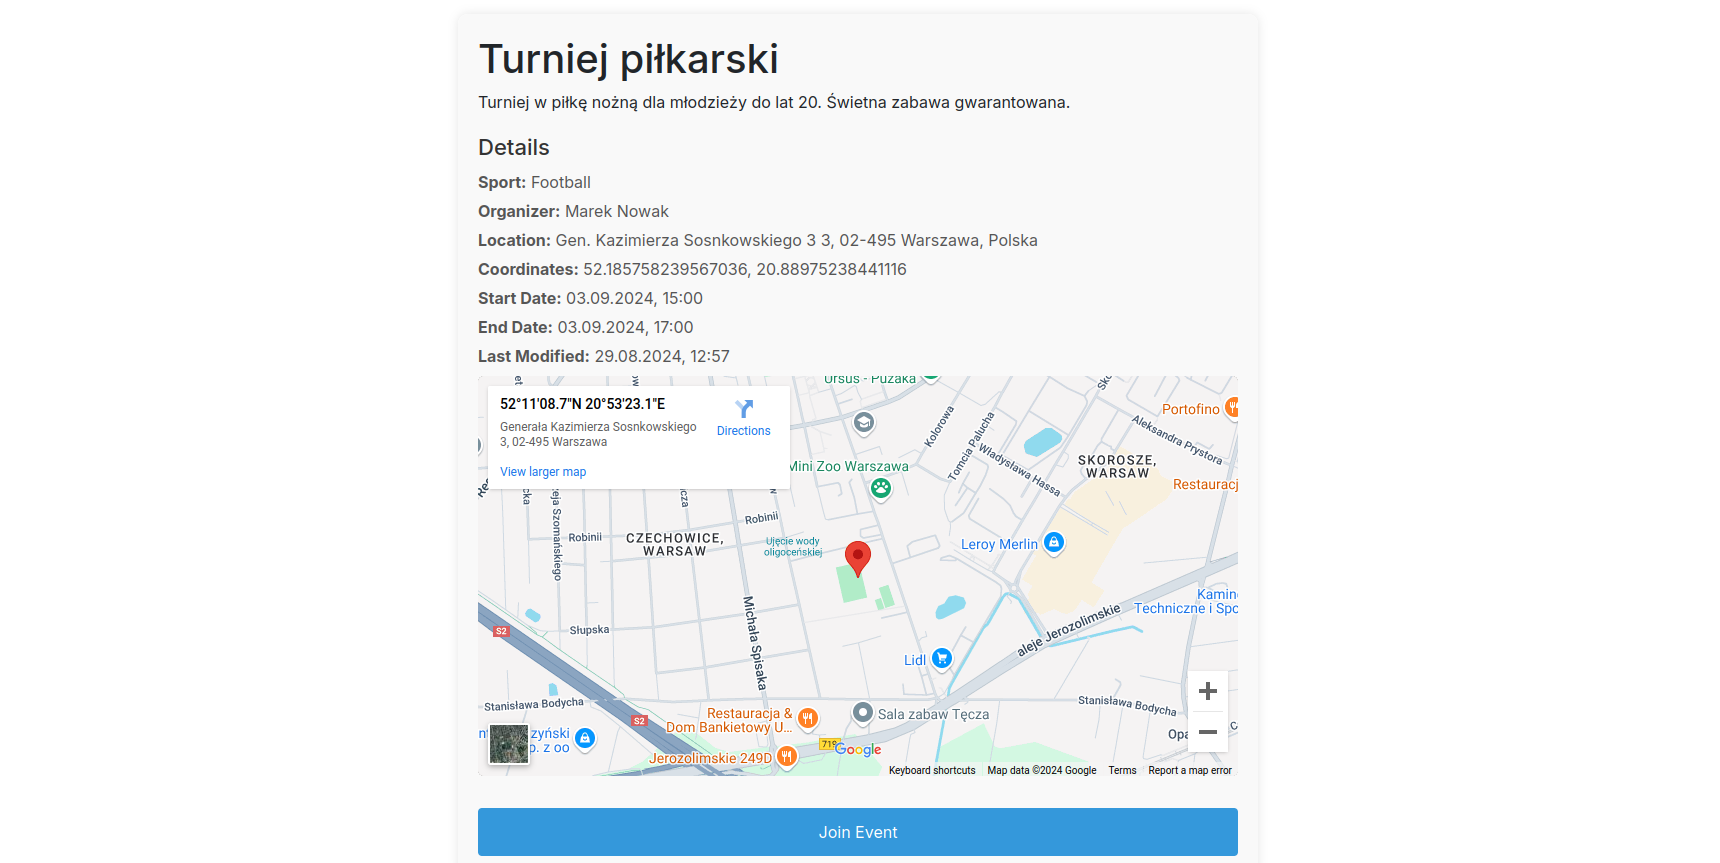 Turniej piłkarski
Turniej w piłkę nożną dla młodzieży do lat 20. Świetna zabawa gwarantowana.
Details
Sport: Football
Organizer: Marek Nowak
Location: Gen. Kazimierza Sosnkowskiego 3 3, 02-495 Warszawa, Polska
Coordinates: 52.185758239567036, 20.88975238441116
Start Date: 03.09.2024, 15:00
End Date: 03.09.2024, 17:00
Last Modified: 29.08.2024, 12:57
52°11'08.7"N 20°53'23.1"E
Generała Kazimierza Sosnkowskiego
3, 02-495 Warszawa
Directions
View larger map
Ursus - Puzaka
Portofino
Kolorowa
Tomcia Palucha
Aleksandra Prystora
Władysława Hassa
SKOROSZE,
WARSAW
Mini Zoo Warszawa
Restauracj
Robinii
Robinii
CZECHOWICE,
WARSAW
Ujęcie wody
oligoceńskiej
Leroy Merlin
eja Szomańskiego
Michała Spisaka
Kamin
Techniczne i Spo
aleje Jerozolimskie
S2
Słupska
Lidl
Stanisława Bodycha
Stanisława Bodycha
S2
Restauracja &
Dom Bankietowy U...
Sala zabaw Tęcza
Opa
zyński
p. z oo
719
Google
Jerozolimskie 249D
Keyboard shortcuts
Map data ©2024 Google
Terms
Report a map error
Join Event